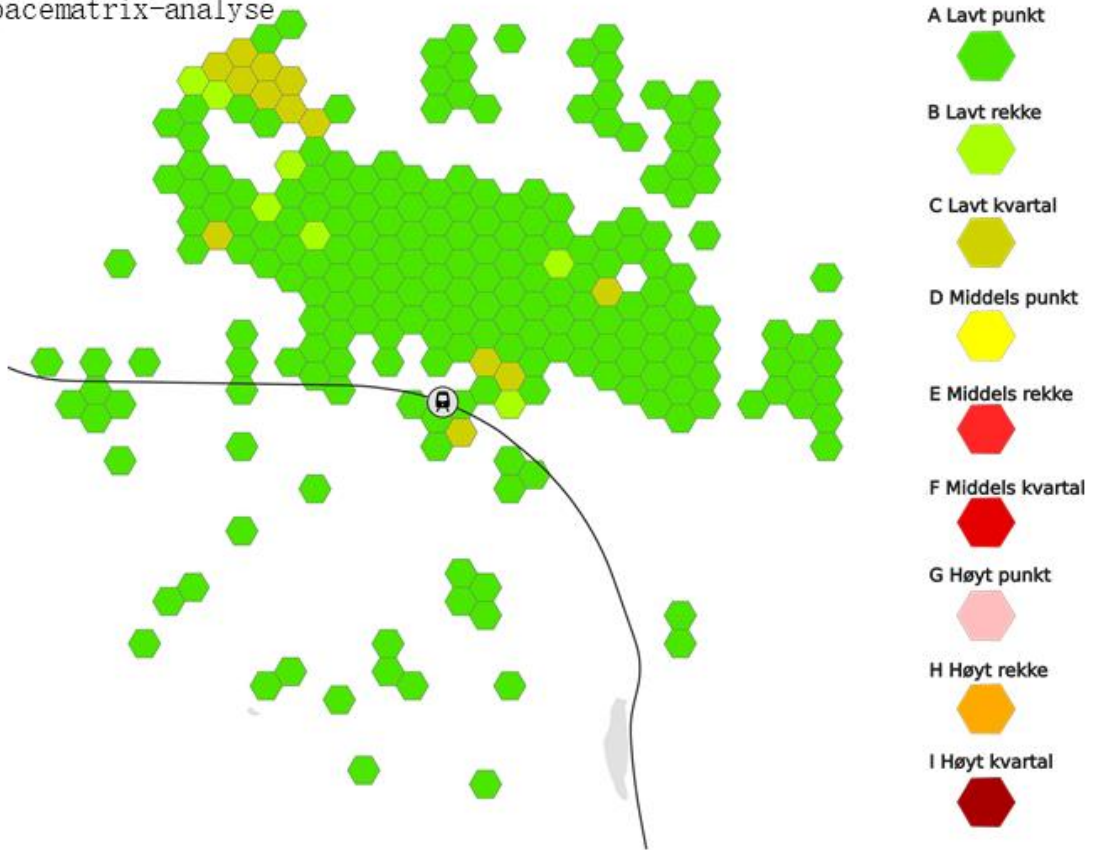 pacematrix-analyse
A Lavt punkt
B Lavt rekke
C Lavt kvartal
D Middels punkt
E Middels rekke
F Middels kvartal
G Høyt punkt
H Høyt rekke
I Høyt kvartal